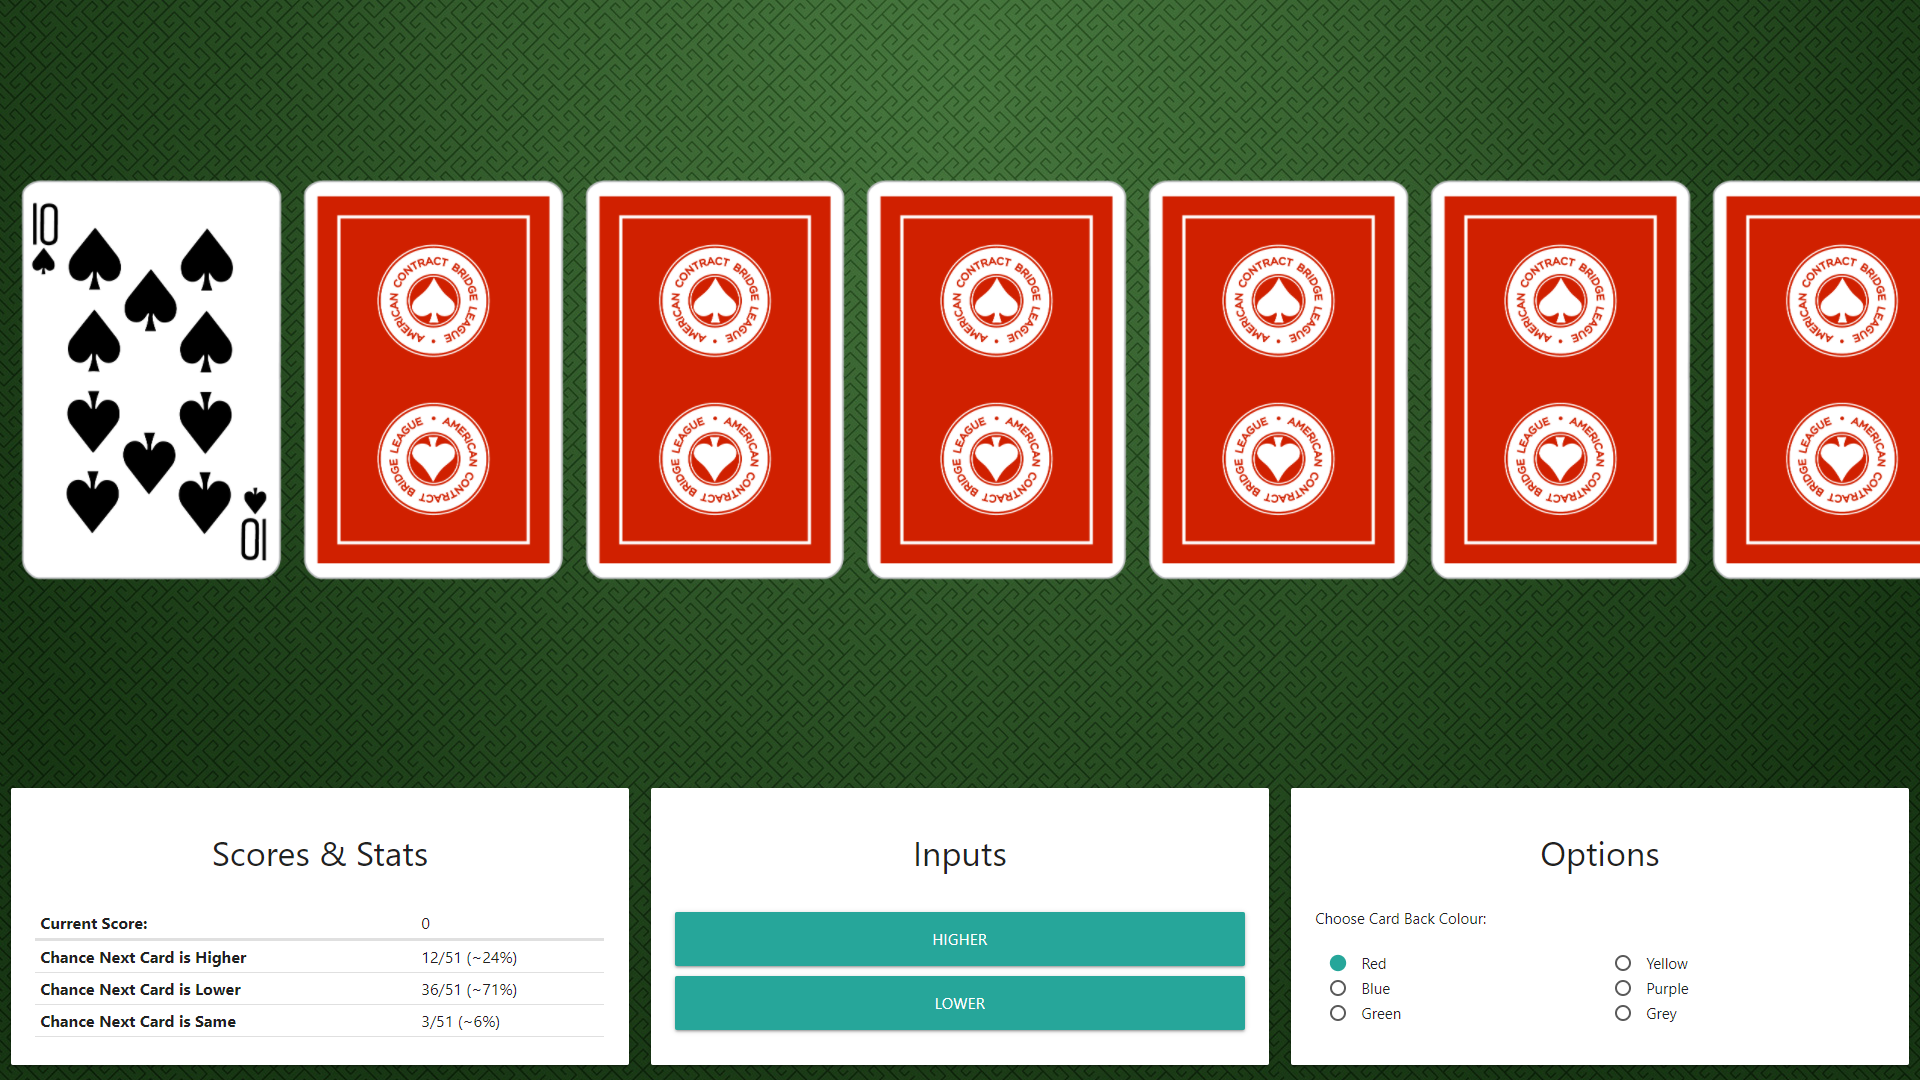 10
10
AMERICAN CONTRACT BRIDGE LEAGUE •
AMERICAN CONTRACT BRIDGE LEAGUE •
AMERICAN CONTRACT BRIDGE LEAGUE •
AMERICAN CONTRACT BRIDGE LEAGUE •
AMERICAN CONTRACT BRIDGE LEAGUE •
AMERICAN CONTRACT BRIDGE LEAGUE •
AMERICAN CONTRACT BRIDGE LEAGUE •
AMERICAN CONTRACT BRIDGE LEAGUE •
AMERICAN CONTRACT BRIDGE LEAGUE •
AMERICAN CONTRACT BRIDGE LEAGUE •
AMERICAN CONTRACT BRIDGE LEAGUE •
AMERICAN CONTRACT BRIDGE LEAGUE •
Scores & Stats
Current Score: 0
Chance Next Card is Higher 12/51 (~24%)
Chance Next Card is Lower 36/51 (~71%)
Chance Next Card is Same 3/51 (~6%)
Inputs
HIGHER
LOWER
Options
Choose Card Back Colour:
Red Yellow
Blue Purple
Green Grey